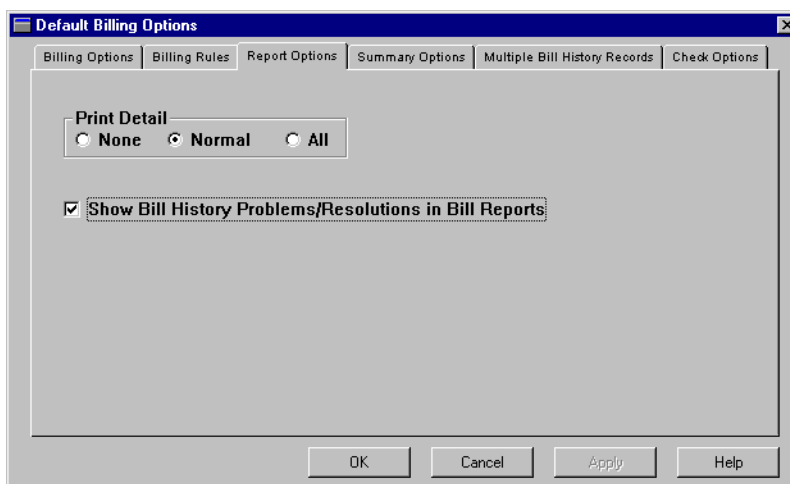 Default Billing Options
Billing Options Billing Rules Report Options Summary Options Multiple Bill History Records Check Options
Print Detail
None Normal All
Show Bill History Problems/Resolutions in Bill Reports
OK Cancel Apply Help